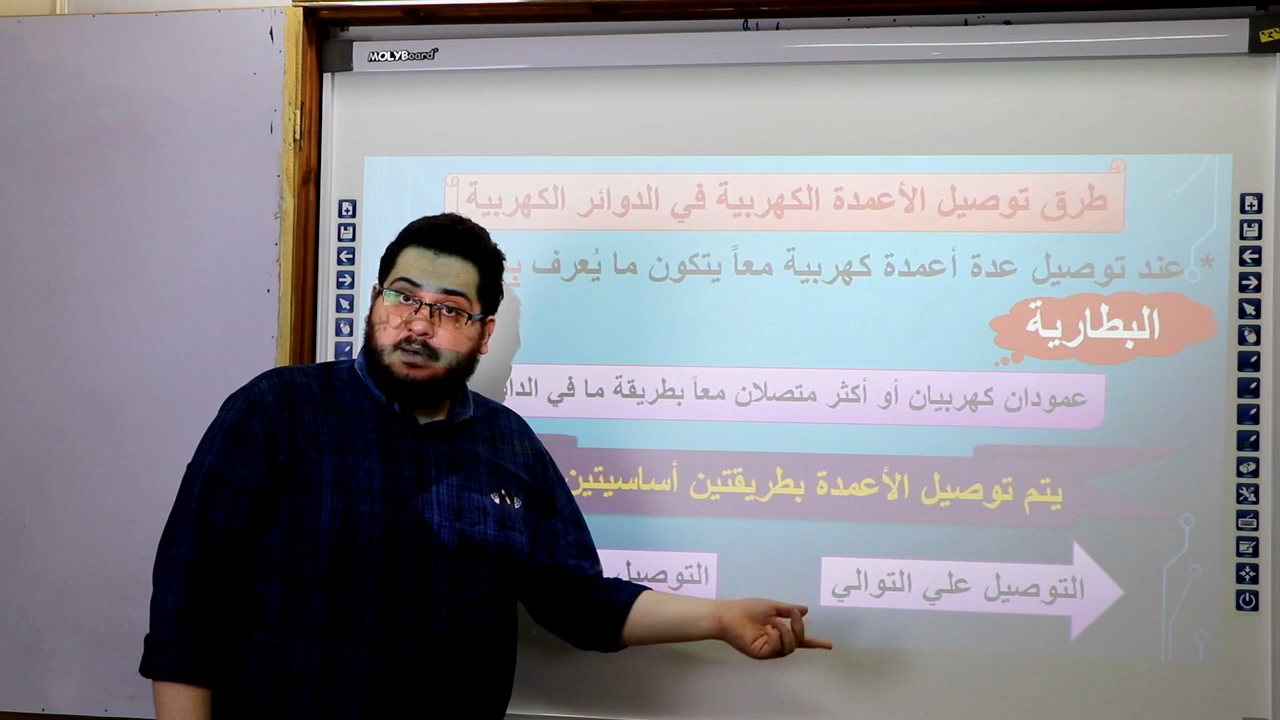 MOLYBoard
طرق توصيل الأعمدة الكهربية في الدوائر الكهربية
* عند توصيل عدة أعمدة كهربية معاً يتكون ما يُعرف
البطارية
عمودان كهربيان أو أكثر متصلان معاً بطريقة ما في
يتم توصيل الأعمدة بطريقتين أساسيتين
التوصيل علي التوالي
التوصيل